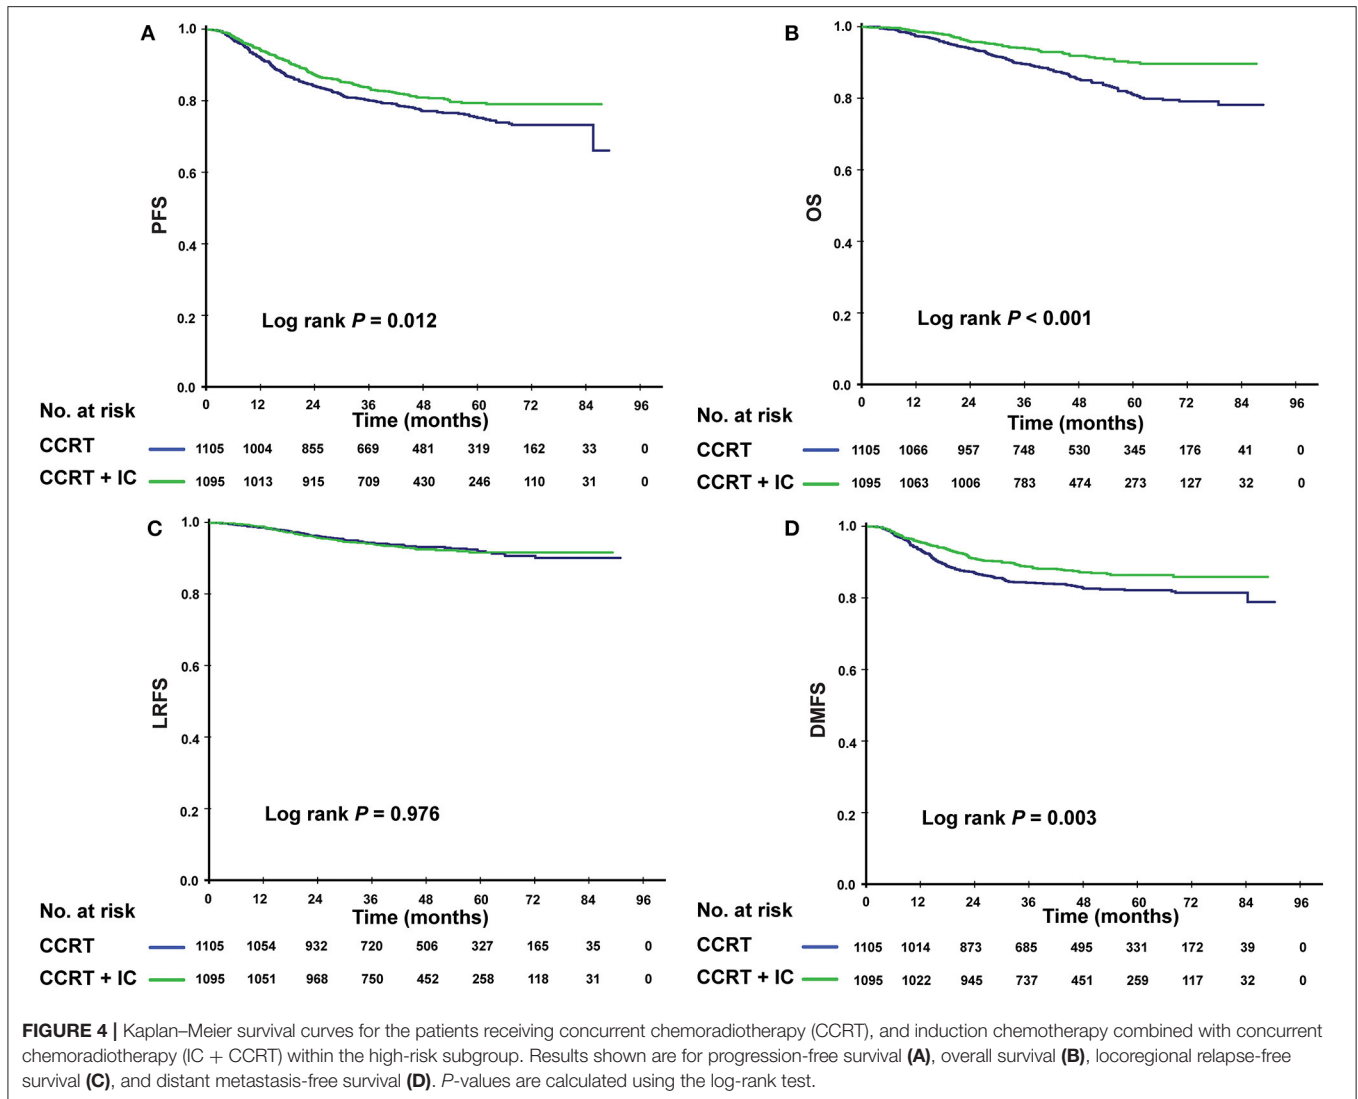 A
1.0
0.8
0.6
0.4
0.2
0.0
PFS
Log rank P = 0.012
0 12 24 36 48 60 72 84 96
Time (months)
No. at risk
CCRT 1105 1004 855 669 481 319 162 33 0
CCRT + IC 1095 1013 915 709 430 246 110 31 0
B
1.0
0.8
0.6
0.4
0.2
0.0
OS
Log rank P < 0.001
0 12 24 36 48 60 72 84 96
Time (months)
No. at risk
CCRT 1105 1066 957 748 530 345 176 41 0
CCRT + IC 1095 1063 1006 783 474 273 127 32 0
C
1.0
0.8
0.6
0.4
0.2
0.0
LRFS
Log rank P = 0.976
0 12 24 36 48 60 72 84 96
Time (months)
No. at risk
CCRT 1105 1054 932 720 506 327 165 35 0
CCRT + IC 1095 1051 968 750 452 258 118 31 0
D
1.0
0.8
0.6
0.4
0.2
0.0
DMFS
Log rank P = 0.003
0 12 24 36 48 60 72 84 96
Time (months)
No. at risk
CCRT 1105 1014 873 685 495 331 172 39 0
CCRT + IC 1095 1022 945 737 451 259 117 32 0
FIGURE 4 | Kaplan–Meier survival curves for the patients receiving concurrent chemoradiotherapy (CCRT), and induction chemotherapy combined with concurrent
chemoradiotherapy (IC + CCRT) within the high-risk subgroup. Results shown are for progression-free survival (A), overall survival (B), locoregional relapse-free
survival (C), and distant metastasis-free survival (D). P-values are calculated using the log-rank test.